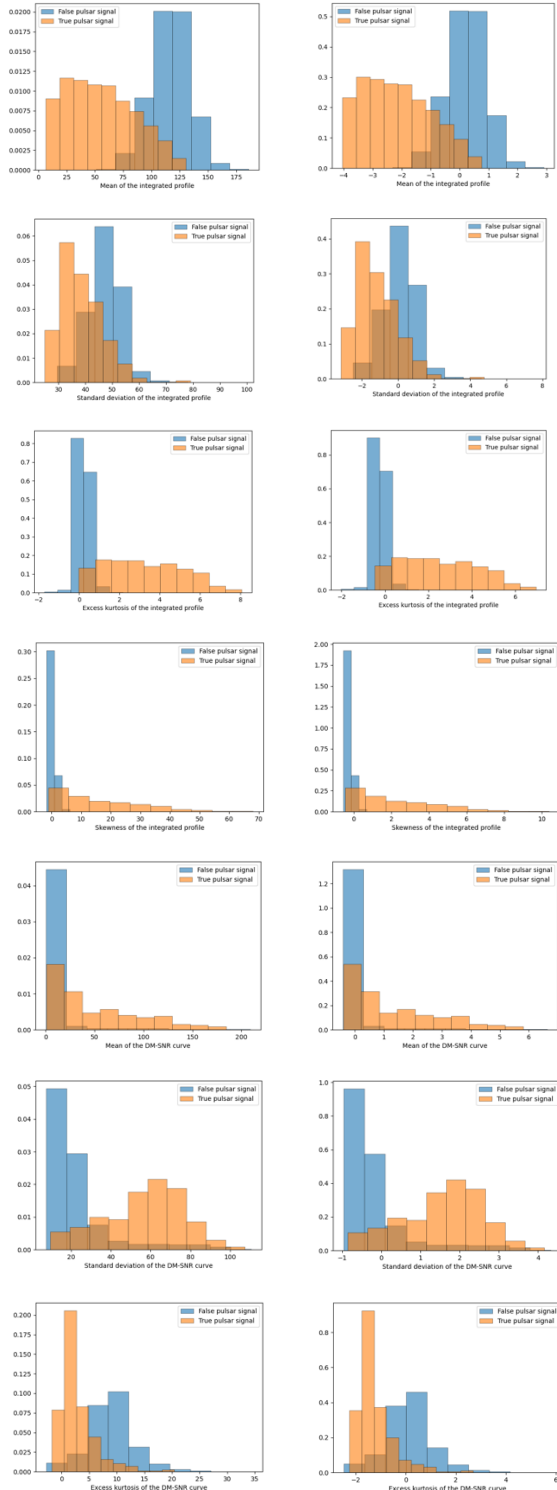 False pulsar signal
True pulsar signal
0.0200
0.0175
0.0150
0.0125
0.0100
0.0075
0.0050
0.0025
0.0000
0 25 50 75 100 125 150 175
Mean of the integrated profile
False pulsar signal
True pulsar signal
0.5
0.4
0.3
0.2
0.1
0.0
−4 −3 −2 −1 0 1 2 3
Mean of the integrated profile
False pulsar signal
True pulsar signal
0.06
0.05
0.04
0.03
0.02
0.01
0.00
30 40 50 60 70 80 90 100
Standard deviation of the integrated profile
False pulsar signal
True pulsar signal
0.4
0.3
0.2
0.1
0.0
−2 0 2 4 6 8
Standard deviation of the integrated profile
False pulsar signal
True pulsar signal
0.8
0.7
0.6
0.5
0.4
0.3
0.2
0.1
0.0
−2 0 2 4 6 8
Excess kurtosis of the integrated profile
False pulsar signal
True pulsar signal
0.8
0.6
0.4
0.2
0.0
−2 0 2 4 6
Excess kurtosis of the integrated profile
False pulsar signal
True pulsar signal
0.30
0.25
0.20
0.15
0.10
0.05
0.00
0 10 20 30 40 50 60 70
Skewness of the integrated profile
False pulsar signal
True pulsar signal
2.00
1.75
1.50
1.25
1.00
0.75
0.50
0.25
0.00
0 2 4 6 8 10
Skewness of the integrated profile
False pulsar signal
True pulsar signal
0.04
0.03
0.02
0.01
0.00
0 50 100 150 200
Mean of the DM-SNR curve
False pulsar signal
True pulsar signal
1.2
1.0
0.8
0.6
0.4
0.2
0.0
0 1 2 3 4 5 6
Mean of the DM-SNR curve
False pulsar signal
True pulsar signal
0.05
0.04
0.03
0.02
0.01
0.00
20 40 60 80 100
Standard deviation of the DM-SNR curve
False pulsar signal
True pulsar signal
1.0
0.8
0.6
0.4
0.2
0.0
−1 0 1 2 3 4
Standard deviation of the DM-SNR curve
False pulsar signal
True pulsar signal
0.200
0.175
0.150
0.125
0.100
0.075
0.050
0.025
0.000
0 5 10 15 20 25 30 35
Excess kurtosis of the DM-SNR curve
False pulsar signal
True pulsar signal
0.8
0.6
0.4
0.2
0.0
−2 0 2 4 6
Excess kurtosis of the DM-SNR curve